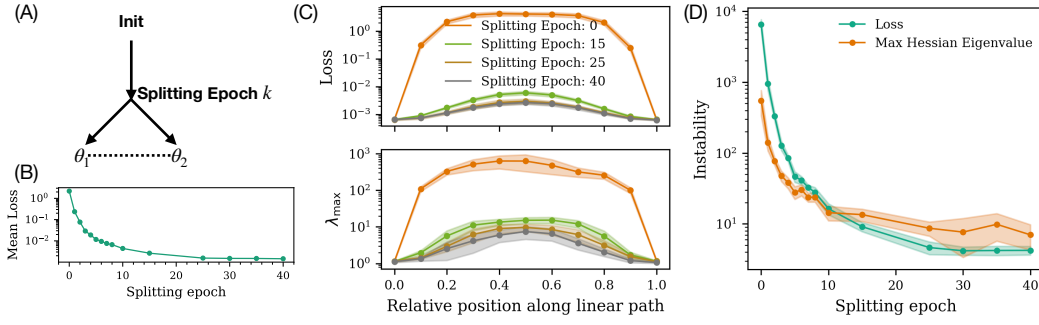 (A)
Init
Splitting Epoch k
θ1
θ2
(B)
Mean Loss
10^0
10^-1
10^-2
0
10
20
30
40
Splitting epoch
(C)
Loss
10^0
10^-1
10^-2
10^-3
Splitting Epoch: 0
Splitting Epoch: 15
Splitting Epoch: 25
Splitting Epoch: 40
λmax
10^3
10^2
10^1
10^0
0.0
0.2
0.4
0.6
0.8
1.0
Relative position along linear path
(D)
Instability
10^4
10^3
10^2
10^1
Loss
Max Hessian Eigenvalue
0
10
20
30
40
Splitting epoch